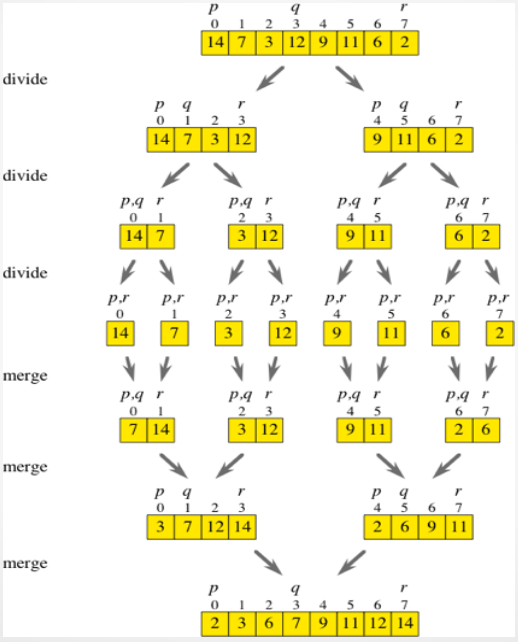 p q r
0 1 2 3 4 5 6 7
14 7 3 12 9 11 6 2
divide
p q r p q r
0 1 2 3 4 5 6 7
14 7 3 12 9 11 6 2
divide
p,q r p,q r p,q r p,q r
0 1 2 3 4 5 6 7
14 7 3 12 9 11 6 2
divide
p,r p,r p,r p,r p,r p,r p,r p,r
0 1 2 3 4 5 6 7
14 7 3 12 9 11 6 2
merge
p,q r p,q r p,q r p,q r
0 1 2 3 4 5 6 7
7 14 3 12 9 11 2 6
merge
p q r p q r
0 1 2 3 4 5 6 7
3 7 12 14 2 6 9 11
merge
p q r
0 1 2 3 4 5 6 7
2 3 6 7 9 11 12 14